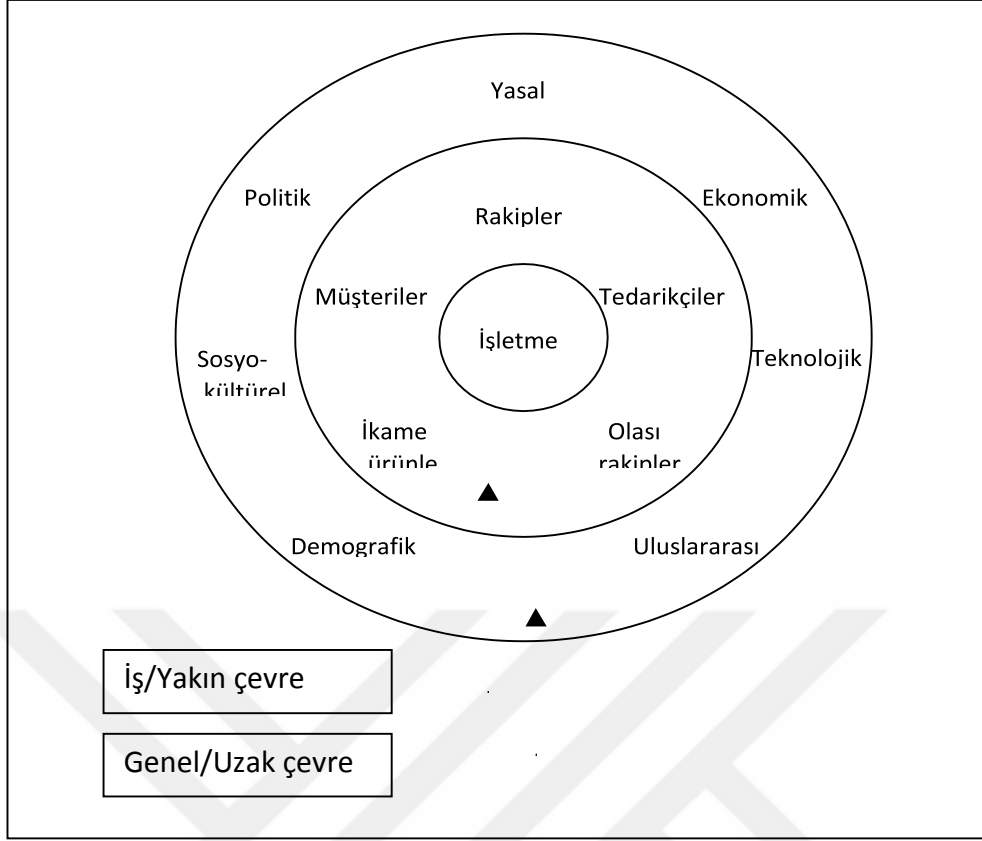 Yasal
Politik
Ekonomik
Rakipler
Müşteriler
Tedarikçiler
İşletme
Sosyo-
kültürel
Teknolojik
İkame
ürünle
Olası
rakipler
Demografik
Uluslararası
İş/Yakın çevre
Genel/Uzak çevre